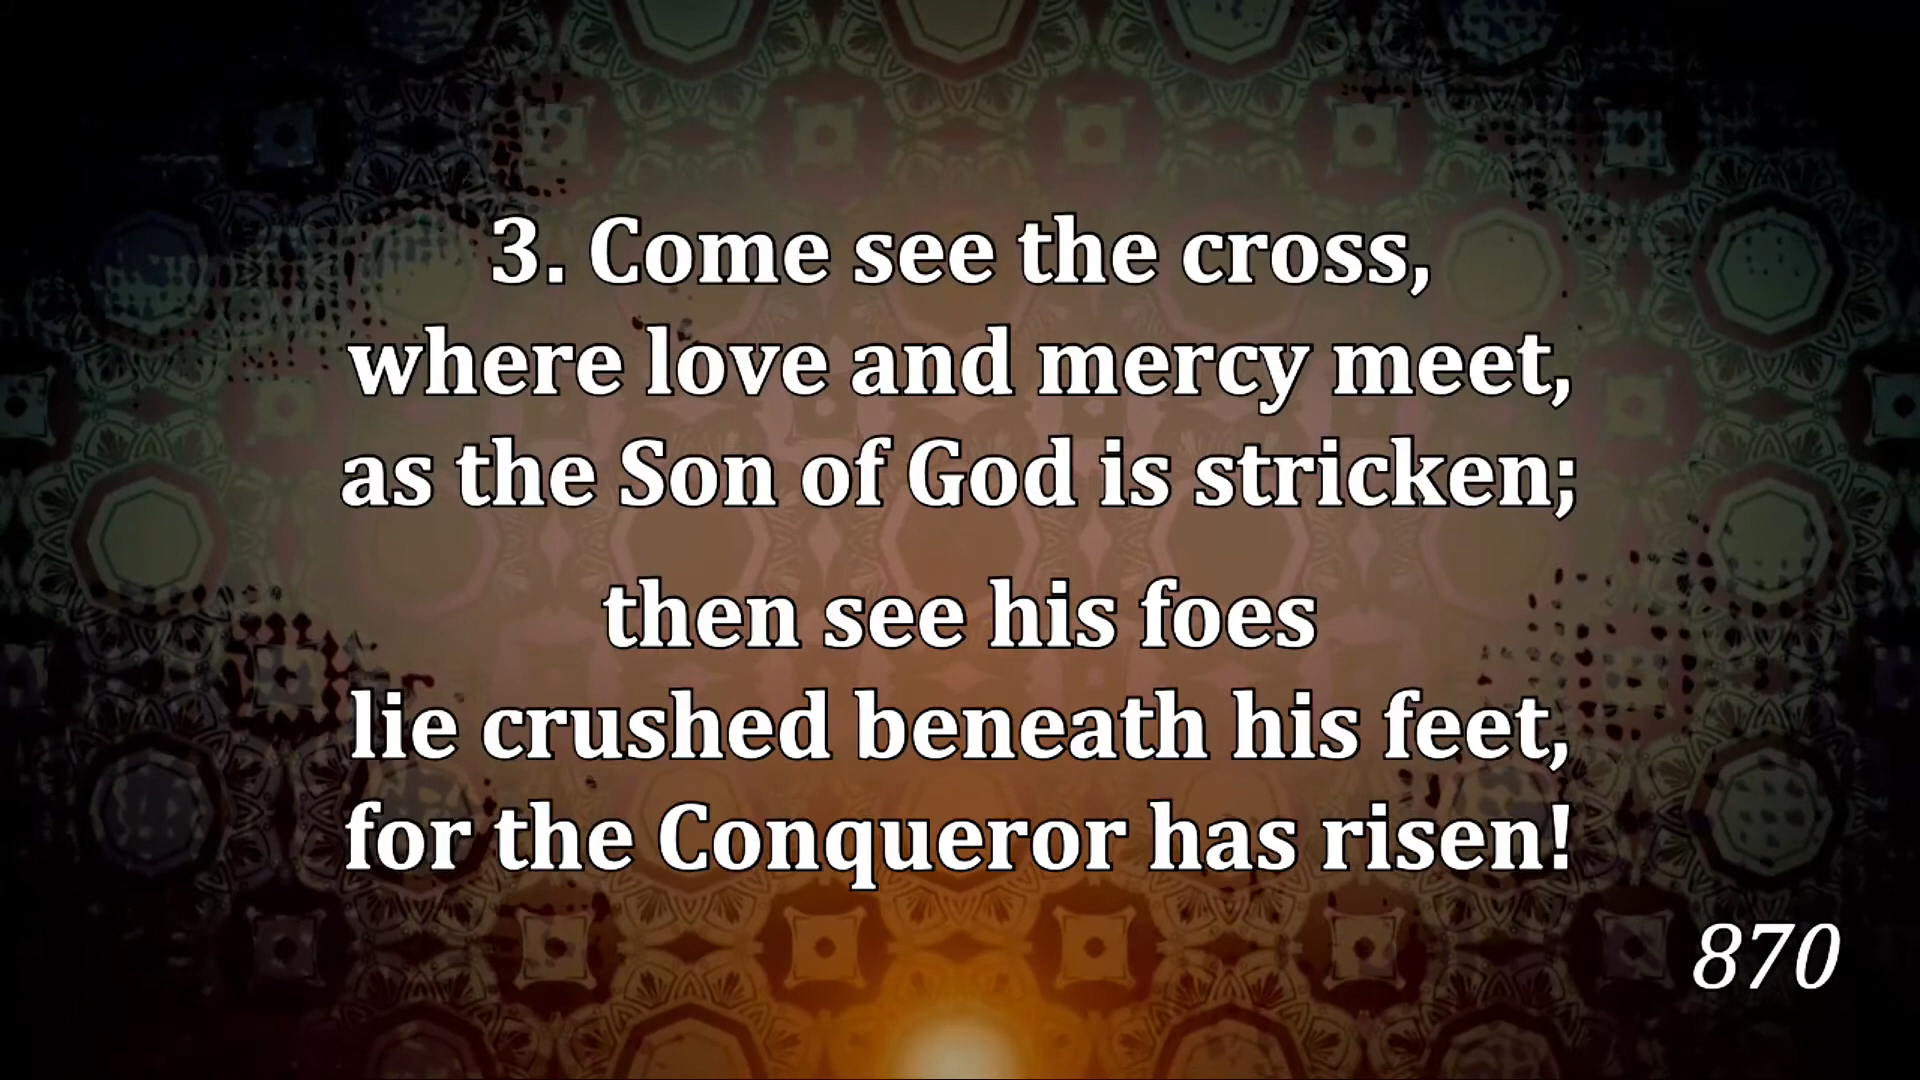 3. Come see the cross,
where love and mercy meet,
as the Son of God is stricken;
then see his foes
lie crushed beneath his feet,
for the Conqueror has risen!
870